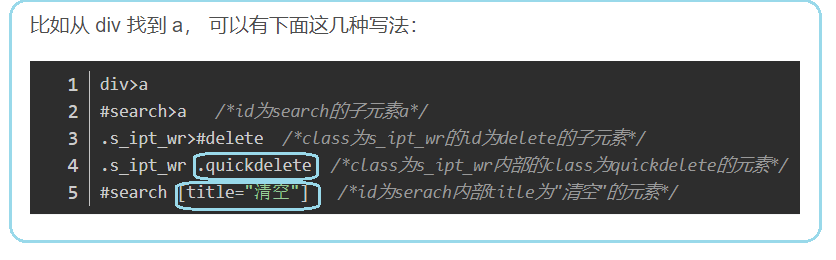 比如从 div 找到 a， 可以有下面这几种写法：
1 div>a
2 #search>a /*id为search的子元素a*/
3 .s_ipt_wr>#delete /*class为s_ipt_wr的id为delete的子元素*/
4 .s_ipt_wr .quickdelete /*class为s_ipt_wr内部的class为quickdelete的元素*/
5 #search [title="清空"] /*id为serach内部title为"清空"的元素*/